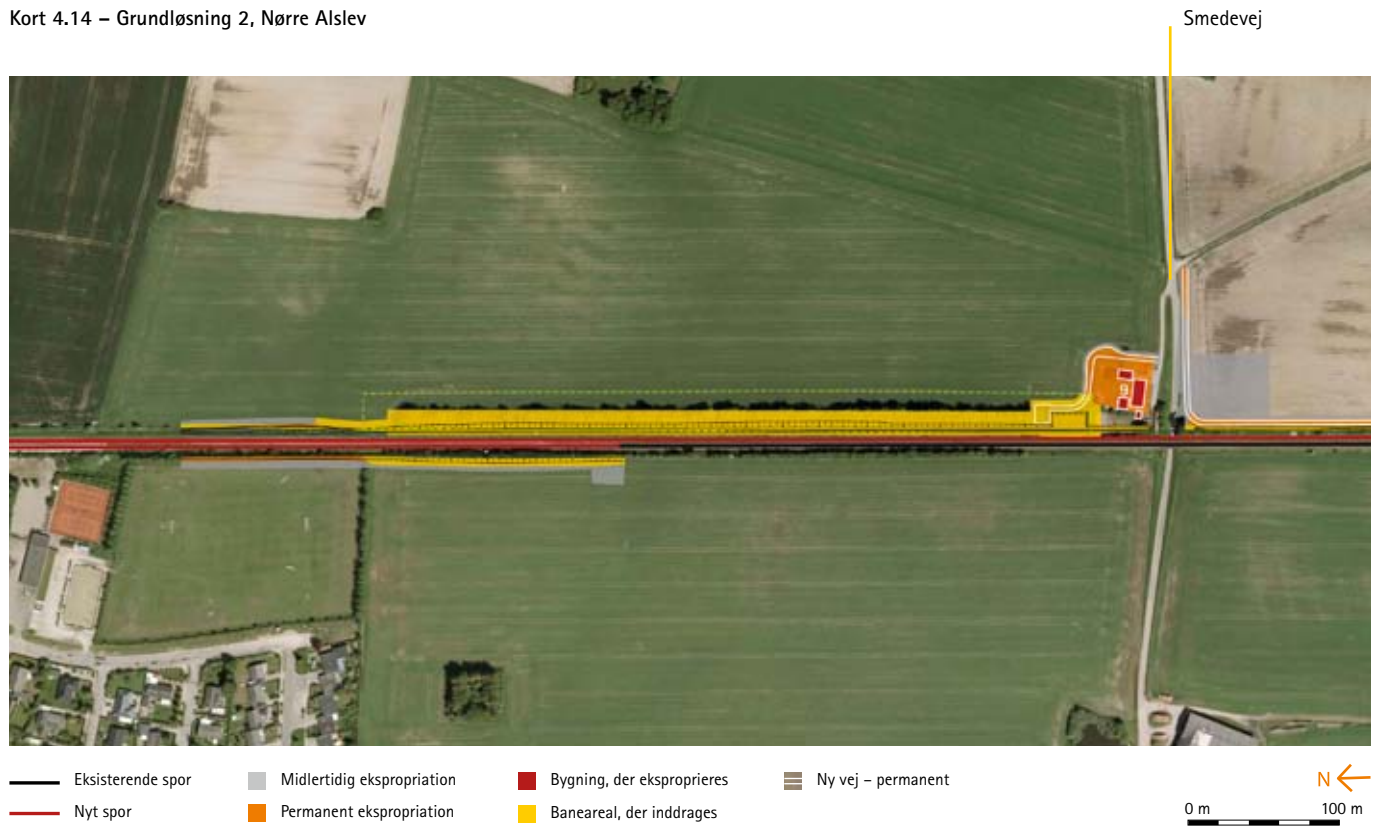 Kort 4.14 – Grundløsning 2, Nørre Alslev
Smedevej
9
Eksisterende spor
Midlertidig ekspropriation
Bygning, der eksproprieres
Ny vej – permanent
Nyt spor
Permanent ekspropriation
Baneareal, der inddrages
N
0 m 100 m